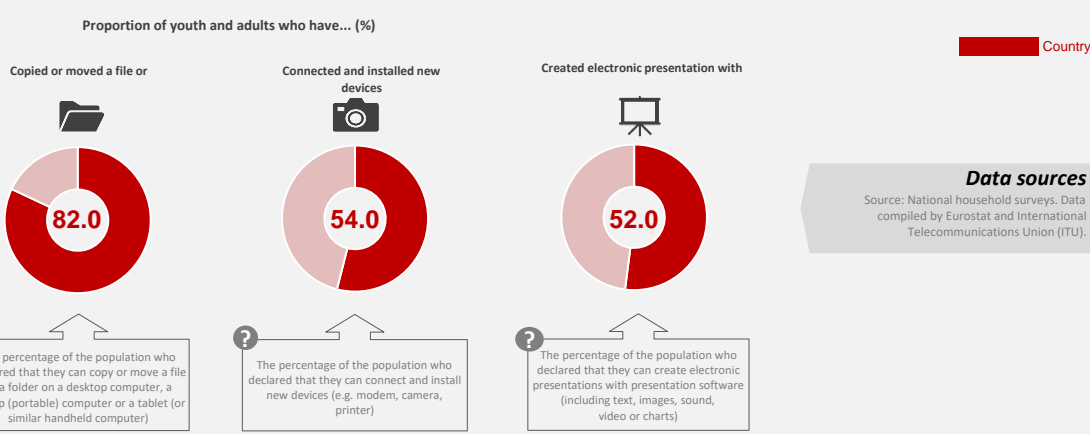 Proportion of youth and adults who have... (%)
Country
Copied or moved a file or
Connected and installed new
devices
Created electronic presentation with
82.0
54.0
52.0
Data sources
Source: National household surveys. Data
compiled by Eurostat and International
Telecommunications Union (ITU).
percentage of the population who
red that they can copy or move a file
a folder on a desktop computer, a
p (portable) computer or a tablet (or
similar handheld computer)
?
The percentage of the population who
declared that they can connect and install
new devices (e.g. modem, camera,
printer)
?
The percentage of the population who
declared that they can create electronic
presentations with presentation software
(including text, images, sound,
video or charts)